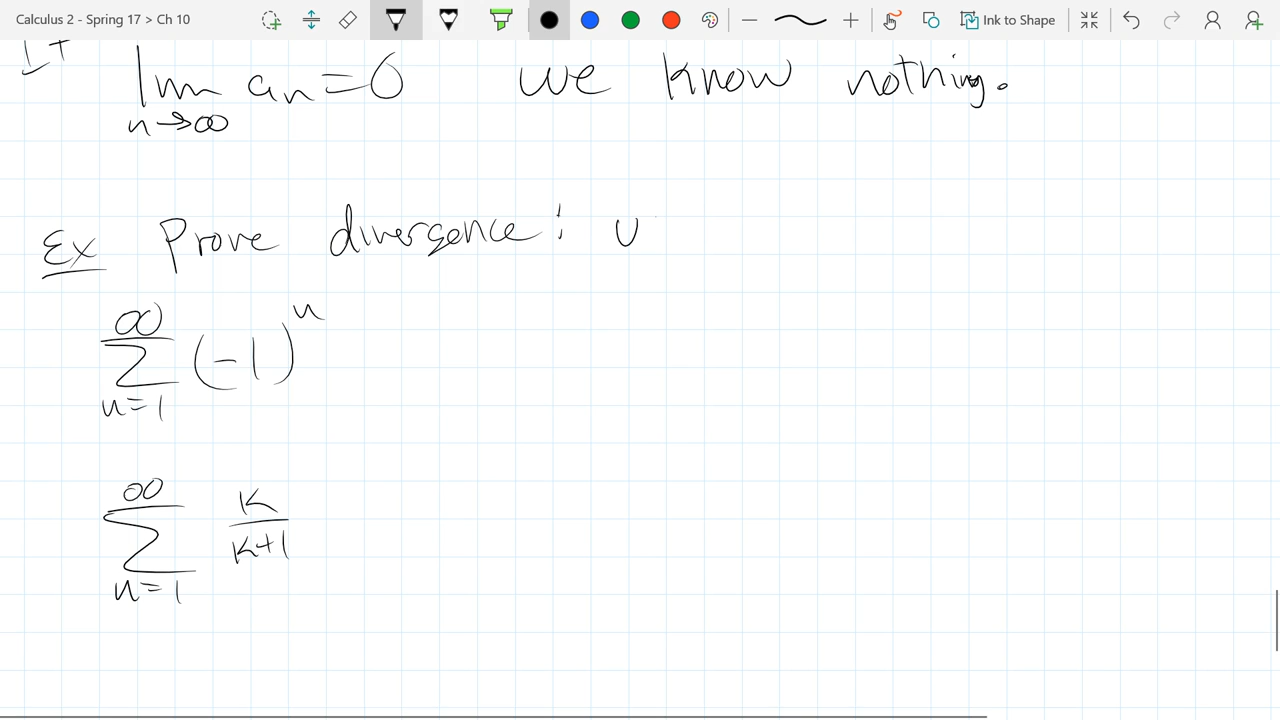 Calculus 2 - Spring 17 > Ch 10
Ink to Shape
If
lim aₙ = 0 we know nothing.
n→∞
Ex Prove divergence: U
∞
Σ (-1)ⁿ
n=1
∞
Σ k/(k+1)
n=1